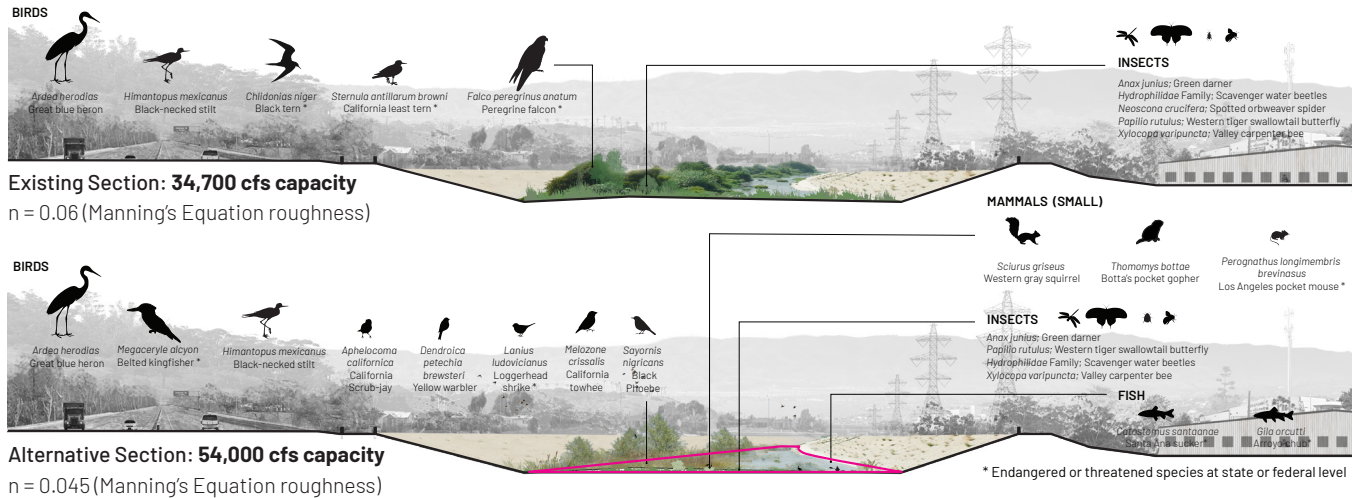 BIRDS
Ardea herodias
Great blue heron
Himantopus mexicanus
Black-necked stilt
Chlidonias niger
Black tern *
Sternula antillarum browni
California least tern *
Falco peregrinus anatum
Peregrine falcon *
INSECTS
Anax junius; Green darner
Hydrophilidae Family; Scavenger water beetles
Neoscona crucifera; Spotted orbweaver spider
Papilio rutulus; Western tiger swallowtail butterfly
Xylocopa varipuncta; Valley carpenter bee
Existing Section: 34,700 cfs capacity
n = 0.06 (Manning's Equation roughness)
MAMMALS (SMALL)
Sciurus griseus
Western gray squirrel
Thomomys bottae
Botta's pocket gopher
Perognathus longimembris
brevinasus
Los Angeles pocket mouse *
BIRDS
Ardea herodias
Great blue heron
Megaceryle alcyon
Belted kingfisher *
Himantopus mexicanus
Black-necked stilt
Aphelocoma
californica
California
Scrub-jay
Dendroica
petechia
brewsteri
Yellow warbler
Lanius
ludovicianus
Loggerhead
shrike *
Melozone
crissalis
California
towhee
Sayornis
nigricans
Black
Phoebe
INSECTS
Anax junius; Green darner
Papilio rutulus; Western tiger swallowtail butterfly
Hydrophilidae Family; Scavenger water beetles
Xylocopa varipuncta; Valley carpenter bee
FISH
Catostomus santaanae
Santa Ana sucker*
Gila orcutti
Arroyo chub*
Alternative Section: 54,000 cfs capacity
n = 0.045 (Manning's Equation roughness)
* Endangered or threatened species at state or federal level